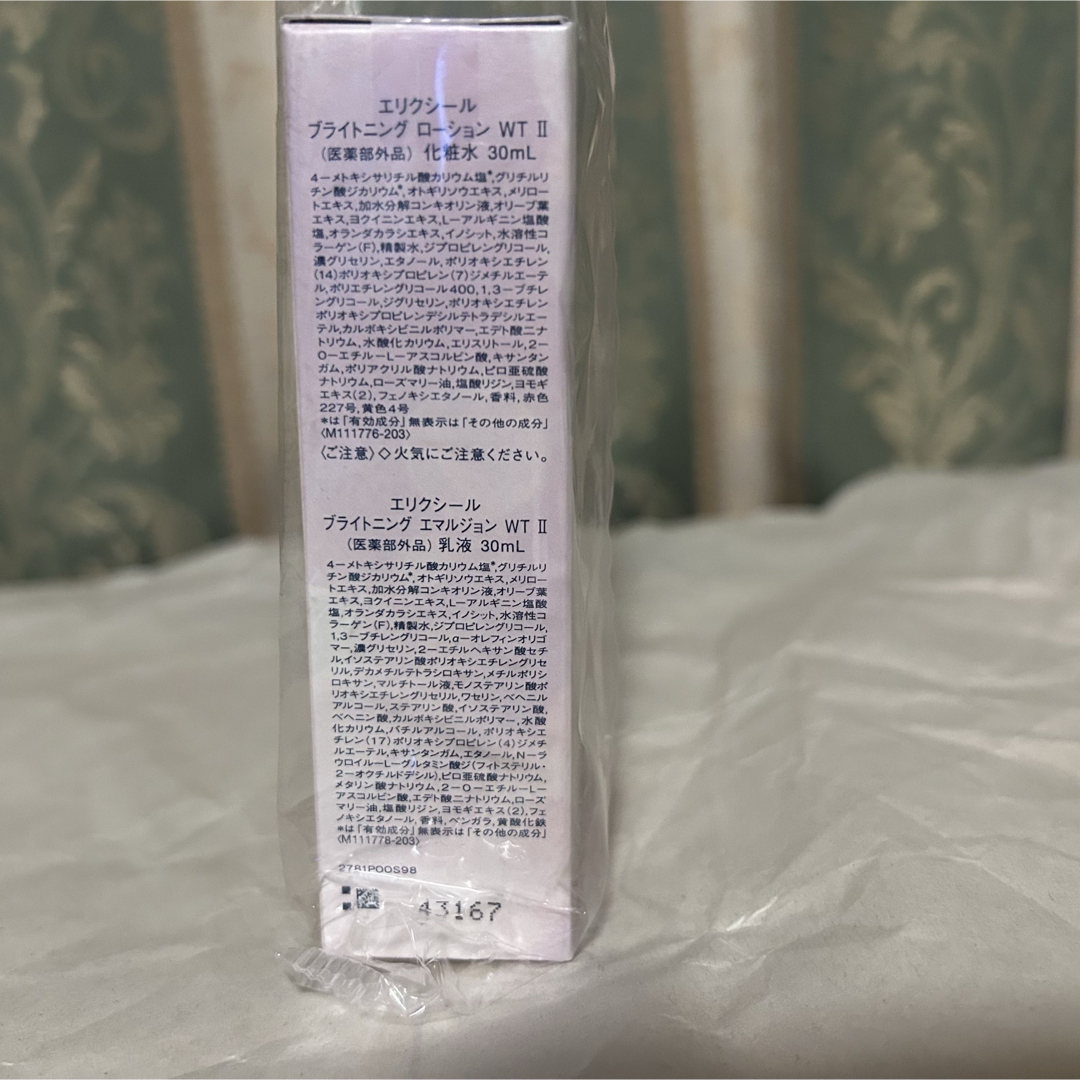 エリクシール
ブライトニング ローション WT Ⅱ
（医薬部外品）化粧水 30mL
4ーメトキシサリチル酸カリウム塩*,グリチルリ
チン酸ジカリウム*,オトギリソウエキス,メリロー
トエキス,加水分解コンキオリン液,オリーブ葉
エキス,ヨクイニンエキス,Lーアルギニン塩酸
塩,オランダカラシエキス,イノシット,水溶性コ
ラーゲン（F）,精製水,ジプロピレングリコール,
濃グリセリン,エタノール,ポリオキシエチレン
（14）ポリオキシプロピレン（7）ジメチルエーテ
ル,ポリエチレングリコール400,1,3ーブチレ
ングリコール,ジグリセリン,ポリオキシエチレン
ポリオキシプロピレンデシルテトラデシルエー
テル,カルボキシビニルポリマー,エデト酸二ナ
トリウム,水酸化カリウム,エリスリトール,2ー
OーエチルーLーアスコルビン酸,キサンタン
ガム,ポリアクリル酸ナトリウム,ピロ亜硫酸
ナトリウム,ローズマリー油,塩酸リジン,ヨモギ
エキス（2）,フェノキシエタノール,香料,赤色
227号,黄色4号
*は「有効成分」無表示は「その他の成分」
〈M111776-203〉
〈ご注意〉◇火気にご注意ください。
エリクシール
ブライトニング エマルジョン WT Ⅱ
（医薬部外品）乳液 30mL
4ーメトキシサリチル酸カリウム塩*,グリチルリ
チン酸ジカリウム*,オトギリソウエキス,メリロー
トエキス,加水分解コンキオリン液,オリーブ葉
エキス,ヨクイニンエキス,Lーアルギニン塩酸
塩,オランダカラシエキス,イノシット,水溶性コ
ラーゲン（F）,精製水,ジプロピレングリコール,
1,3ーブチレングリコール,αーオレフィンオリゴ
マー,濃グリセリン,2ーエチルヘキサン酸セチ
ル,イソステアリン酸ポリオキシエチレングリセ
リル,デカメチルテトラシロキサン,メチルポリシ
ロキサン,マルチトール液,モノステアリン酸ポ
リオキシエチレングリセリル,ワセリン,ベヘニル
アルコール,ステアリン酸,イソステアリン酸,
ベヘニン酸,カルボキシビニルポリマー,水酸
化カリウム,バチルアルコール,ポリオキシエ
チレン（17）ポリオキシプロピレン（4）ジメチ
ルエーテル,キサンタンガム,エタノール,Nーラ
ウロイルーLーグルタミン酸ジ（フィトステリル・
2ーオクチルドデシル）,ピロ亜硫酸ナトリウム,
メタリン酸ナトリウム,2ーOーエチルーLー
アスコルビン酸,エデト酸二ナトリウム,ローズ
マリー油,塩酸リジン,ヨモギエキス（2）,フェ
ノキシエタノール,香料,ベンガラ,黄酸化鉄
*は「有効成分」無表示は「その他の成分」
〈M111778-203〉
2781POOS98
43167